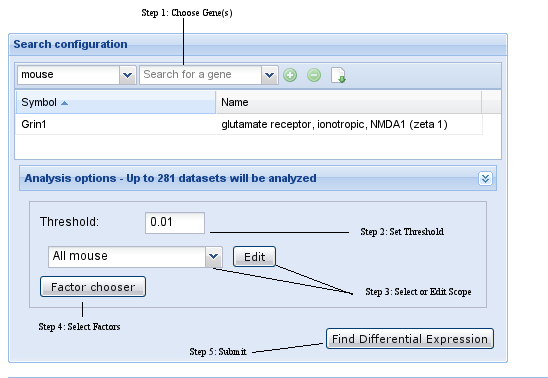 Step 1: Choose Gene(s)
Search configuration
mouse
Search for a gene
Symbol
Name
Grin1
glutamate receptor, ionotropic, NMDA1 (zeta 1)
Analysis options - Up to 281 datasets will be analyzed
Threshold:
0.01
Step 2: Set Threshold
All mouse
Edit
Step 3: Select or Edit Scope
Factor chooser
Step 4: Select Factors
Find Differential Expression
Step 5: Submit